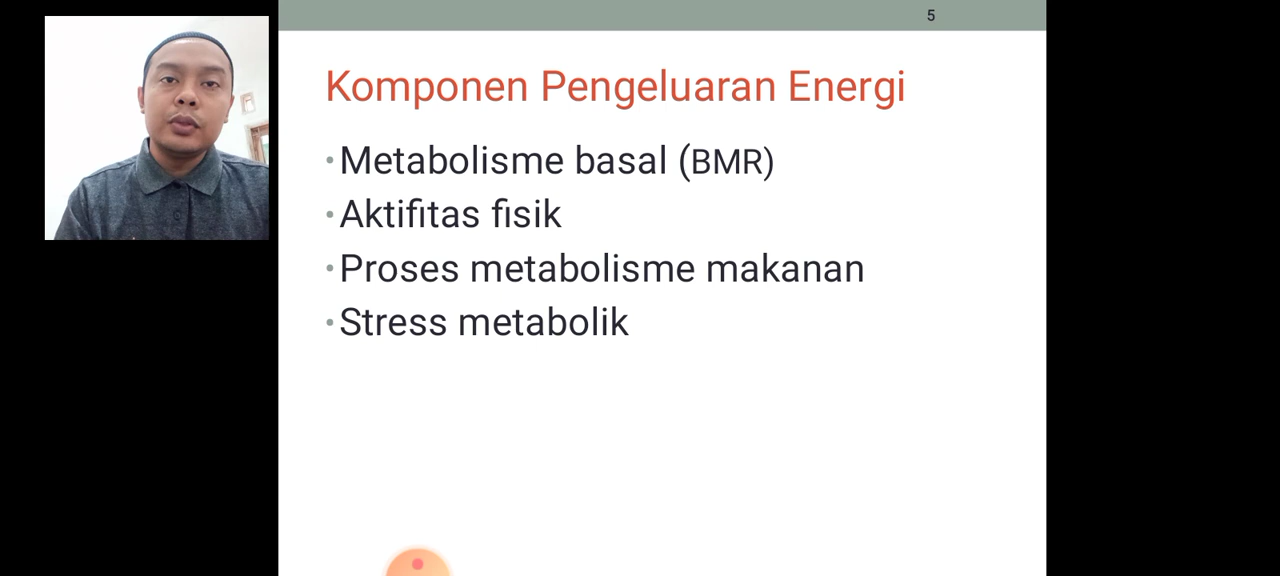 5
Komponen Pengeluaran Energi
•Metabolisme basal (BMR)
•Aktifitas fisik
•Proses metabolisme makanan
•Stress metabolik